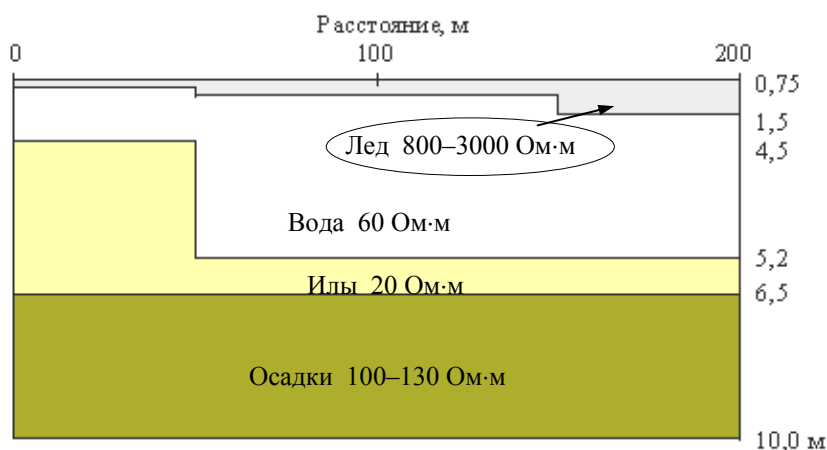 Расстояние, м
0 100 200
0,75
1,5
Лед 800–3000 Ом·м
4,5
Вода 60 Ом·м
5,2
Илы 20 Ом·м
6,5
Осадки 100–130 Ом·м
10,0 м